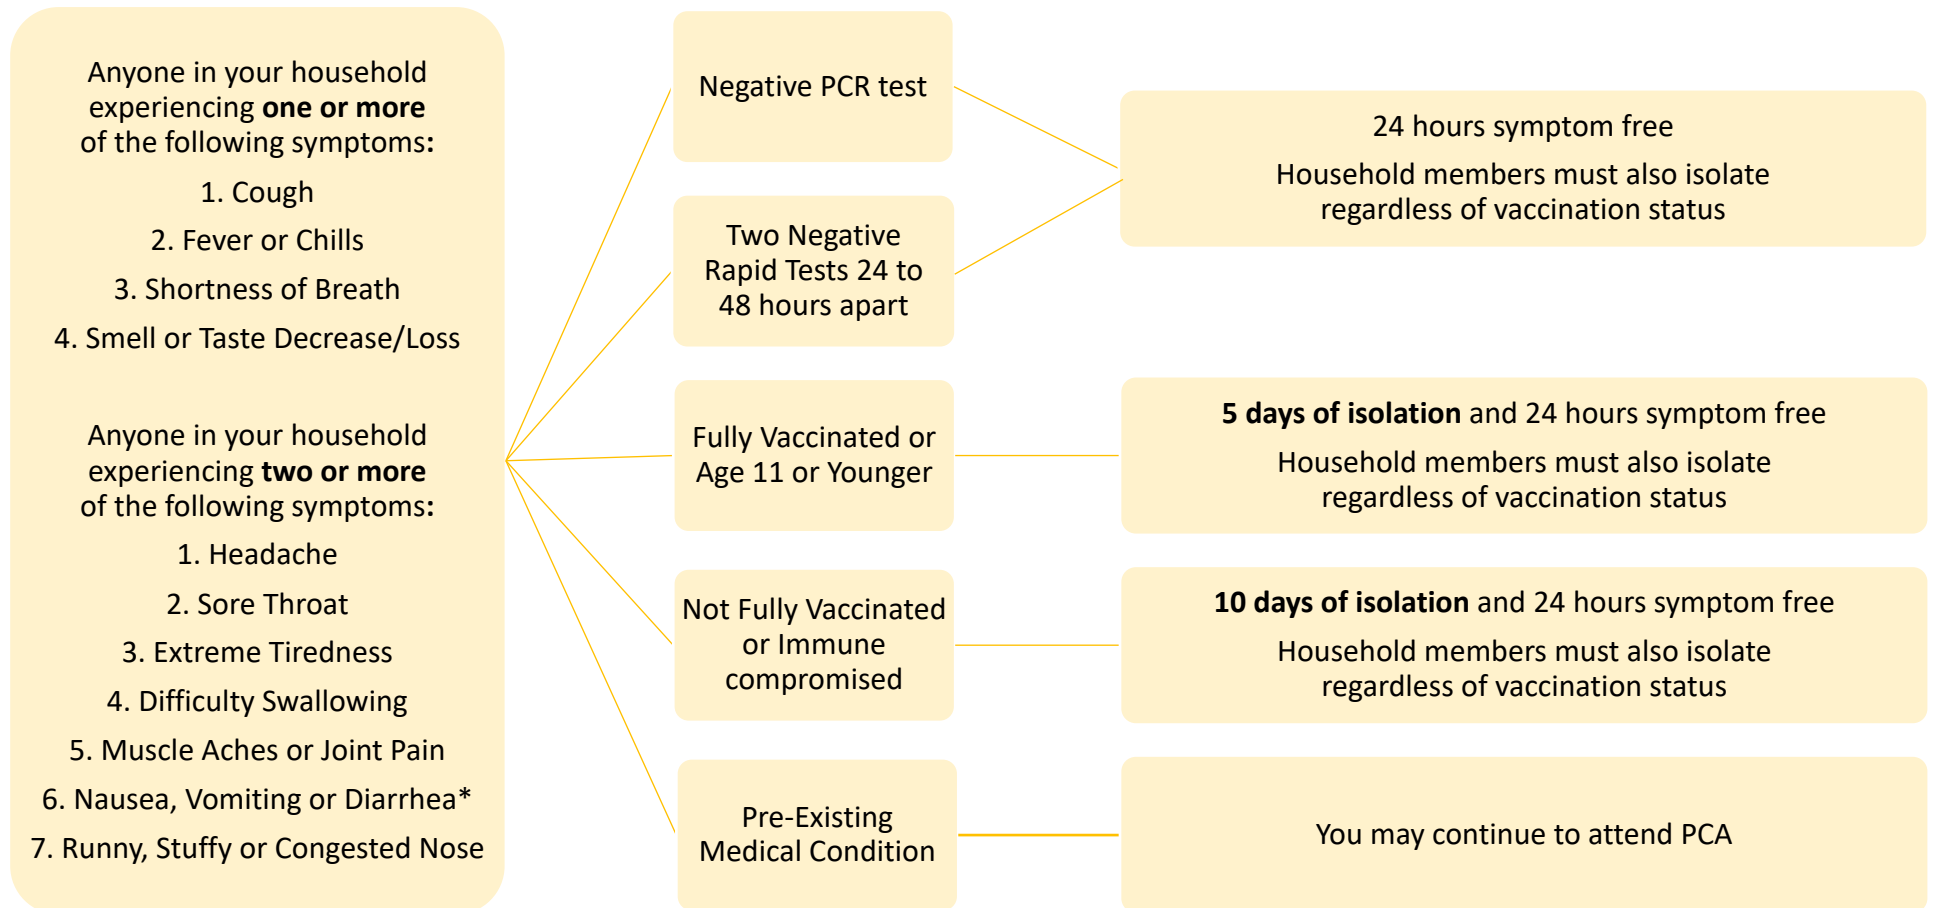 Anyone in your household
experiencing one or more
of the following symptoms:
1. Cough
2. Fever or Chills
3. Shortness of Breath
4. Smell or Taste Decrease/Loss
Anyone in your household
experiencing two or more
of the following symptoms:
1. Headache
2. Sore Throat
3. Extreme Tiredness
4. Difficulty Swallowing
5. Muscle Aches or Joint Pain
6. Nausea, Vomiting or Diarrhea*
7. Runny, Stuffy or Congested Nose
Negative PCR test
Two Negative
Rapid Tests 24 to
48 hours apart
24 hours symptom free
Household members must also isolate
regardless of vaccination status
Fully Vaccinated or
Age 11 or Younger
5 days of isolation and 24 hours symptom free
Household members must also isolate
regardless of vaccination status
Not Fully Vaccinated
or Immune
compromised
10 days of isolation and 24 hours symptom free
Household members must also isolate
regardless of vaccination status
Pre-Existing
Medical Condition
You may continue to attend PCA